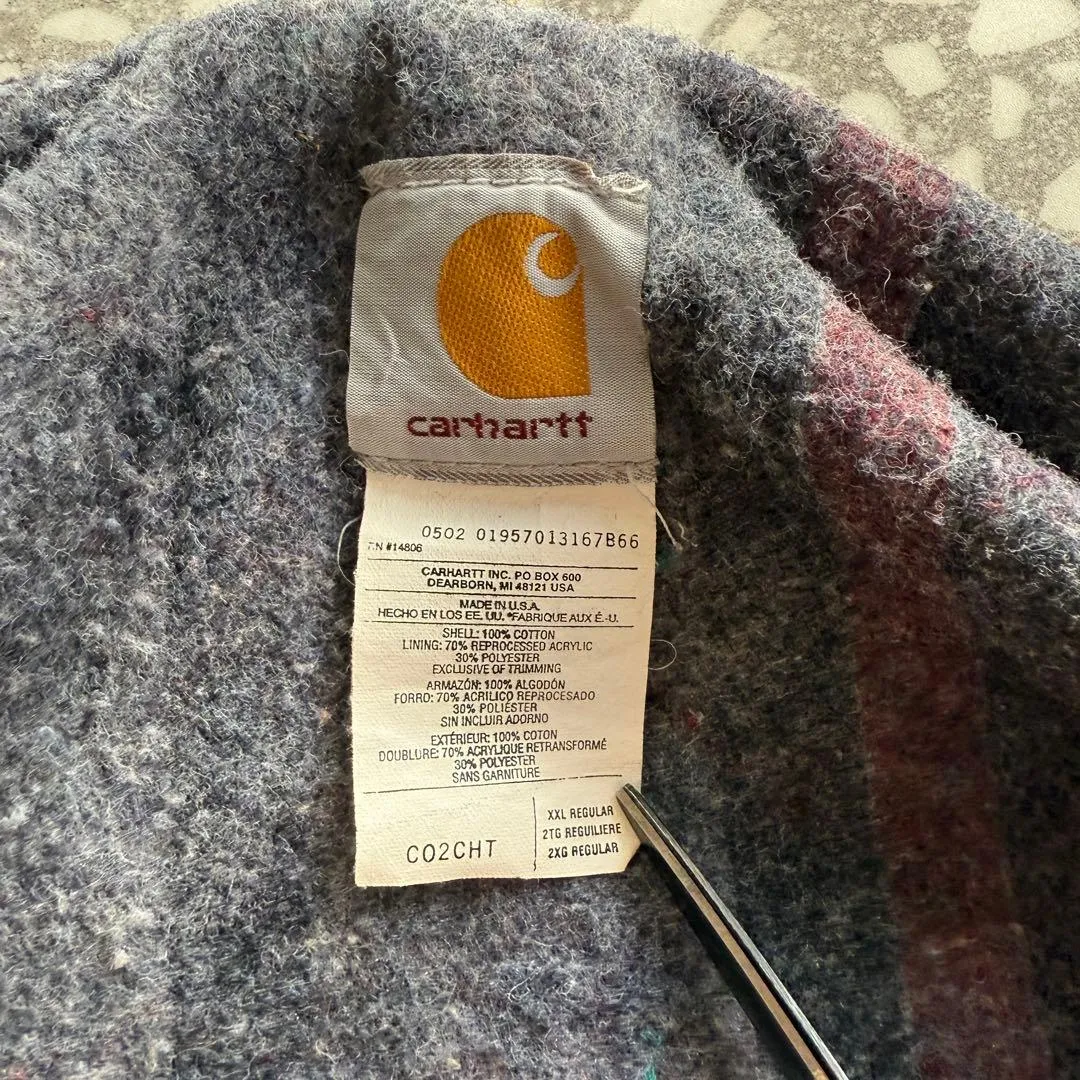 carhartt
0502 01957013167B66
RN #14806
CARHARTT INC. PO BOX 600
DEARBORN, MI 48121 USA
MADE IN U.S.A.
HECHO EN LOS EE. UU. *FABRIQUE AUX É.-U.
SHELL: 100% COTTON
LINING: 70% REPROCESSED ACRYLIC
30% POLYESTER
EXCLUSIVE OF TRIMMING
ARMAZÓN: 100% ALGODÓN
FORRO: 70% ACRILICO REPROCESADO
30% POLIÉSTER
SIN INCLUIR ADORNO
EXTÉRIEUR: 100% COTON
DOUBLURE: 70% ACRYLIQUE RETRANSFORMÉ
30% POLYESTER
SANS GARNITURE
CO2CHT
XXL REGULAR
2TG REGULIERE
2XG REGULAR